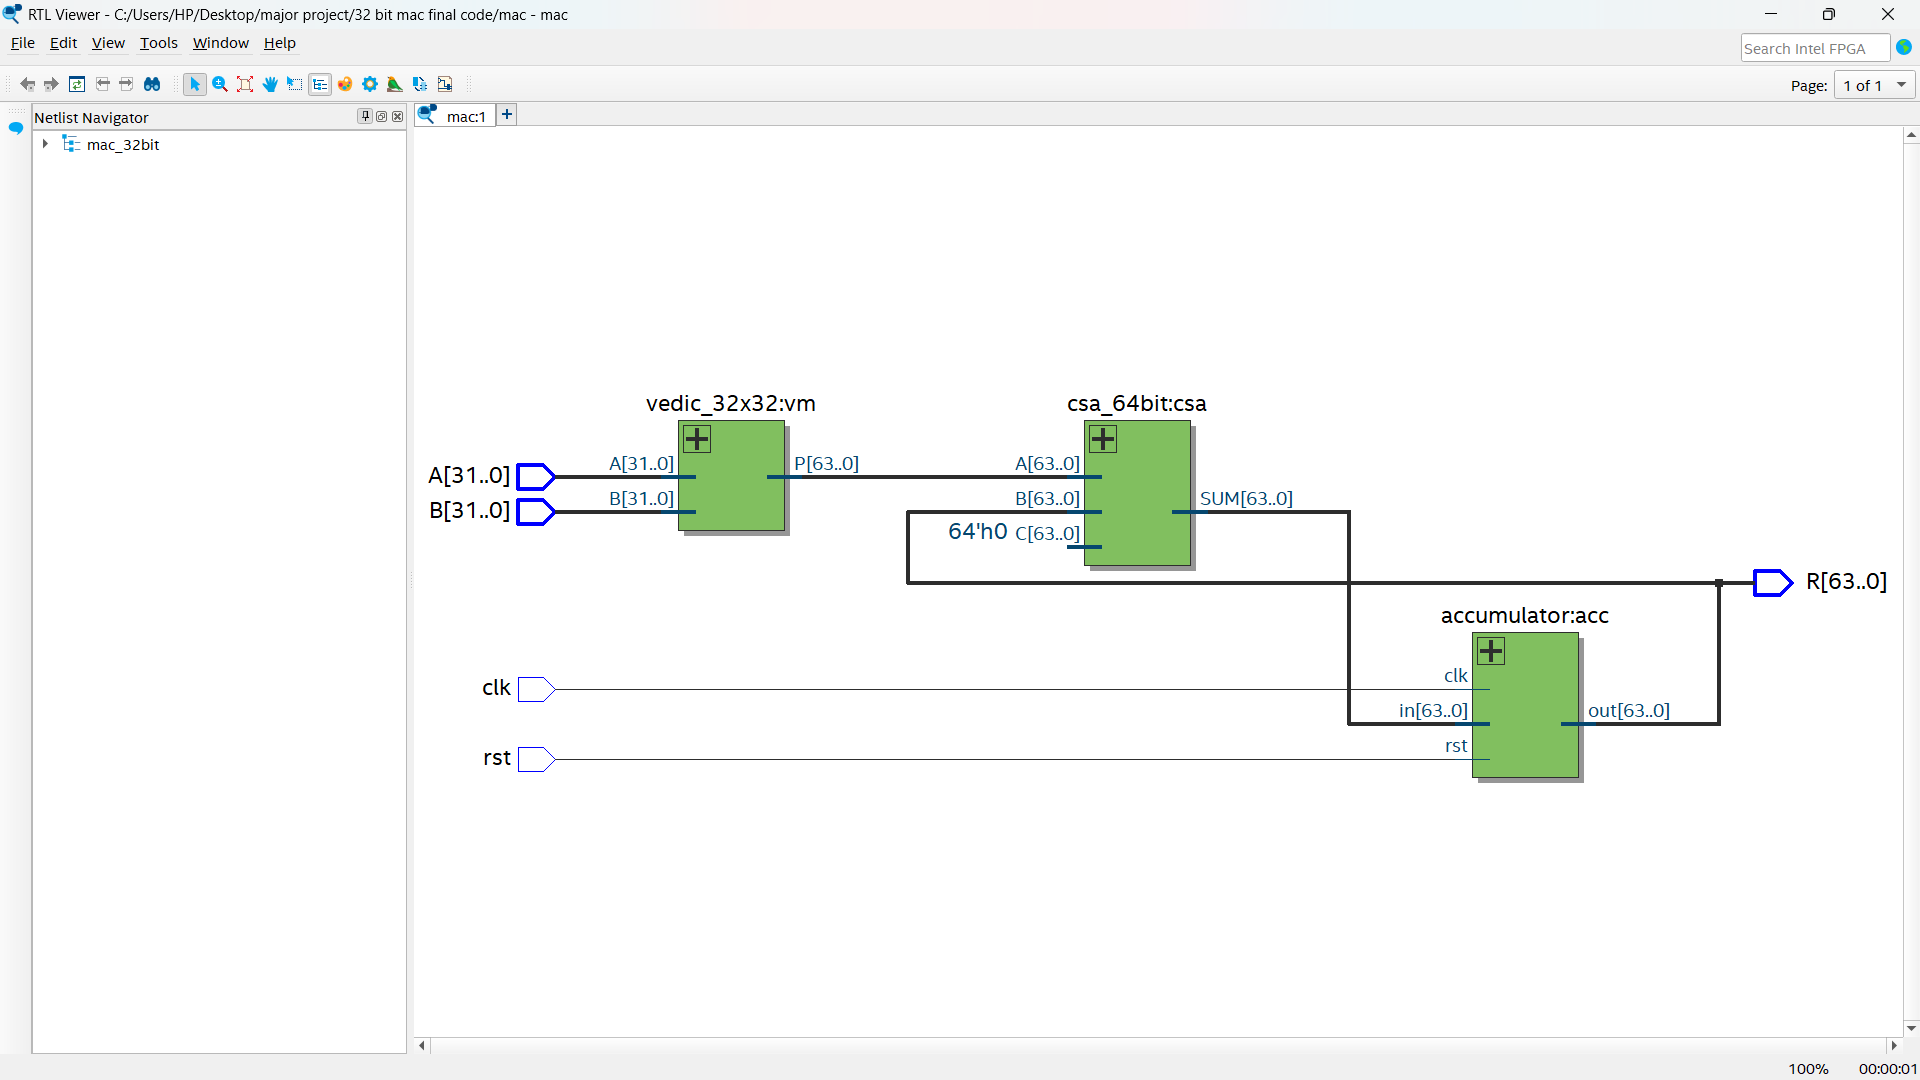 RTL Viewer - C:/Users/HP/Desktop/major project/32 bit mac final code/mac - mac
File Edit View Tools Window Help
Search Intel FPGA
Page: 1 of 1
Netlist Navigator
mac:1
mac_32bit
vedic_32x32:vm
csa_64bit:csa
A[31..0]
A[31..0]
P[63..0]
A[63..0]
B[31..0]
B[31..0]
B[63..0]
SUM[63..0]
64'h0
C[63..0]
R[63..0]
accumulator:acc
clk
clk
in[63..0]
out[63..0]
rst
rst
100%
00:00:01